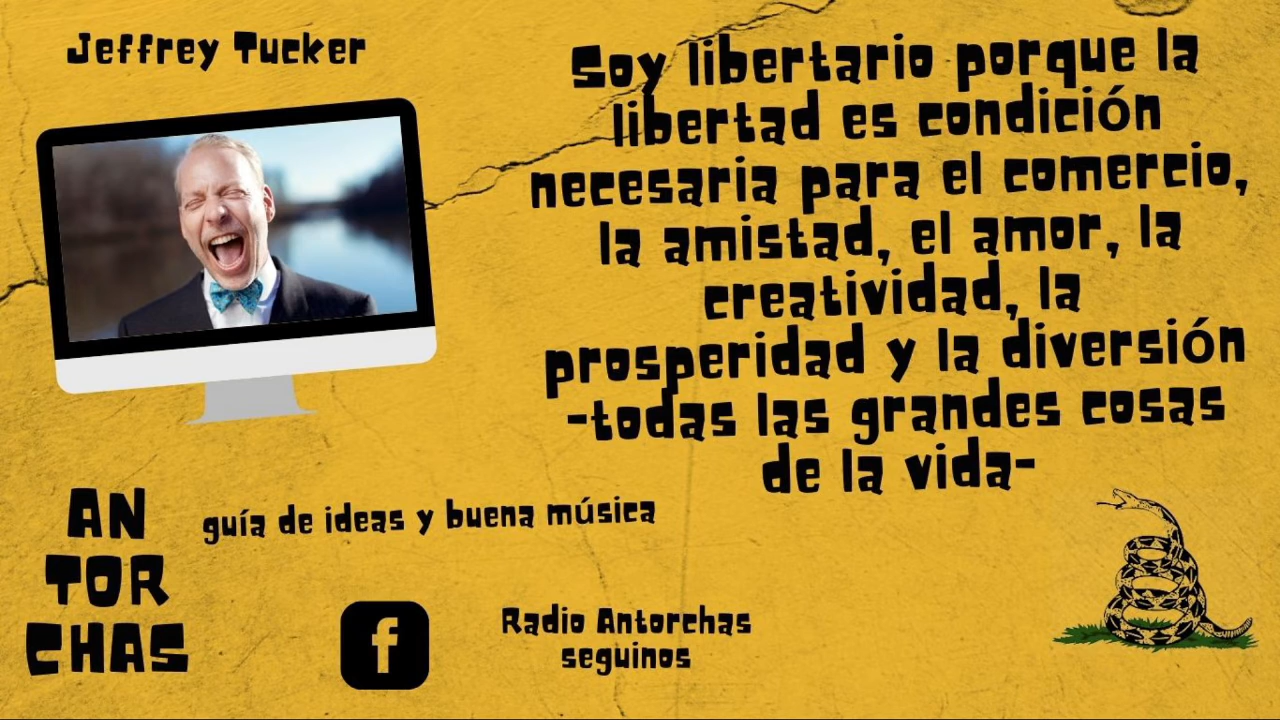 Jeffrey Tucker
Soy libertario porque la
libertad es condición
necesaria para el comercio,
la amistad, el amor, la
creatividad, la
prosperidad y la diversión
-todas las grandes cosas
de la vida-
AN
TOR
CHAS
guía de ideas y buena música
Radio Antorchas
seguinos